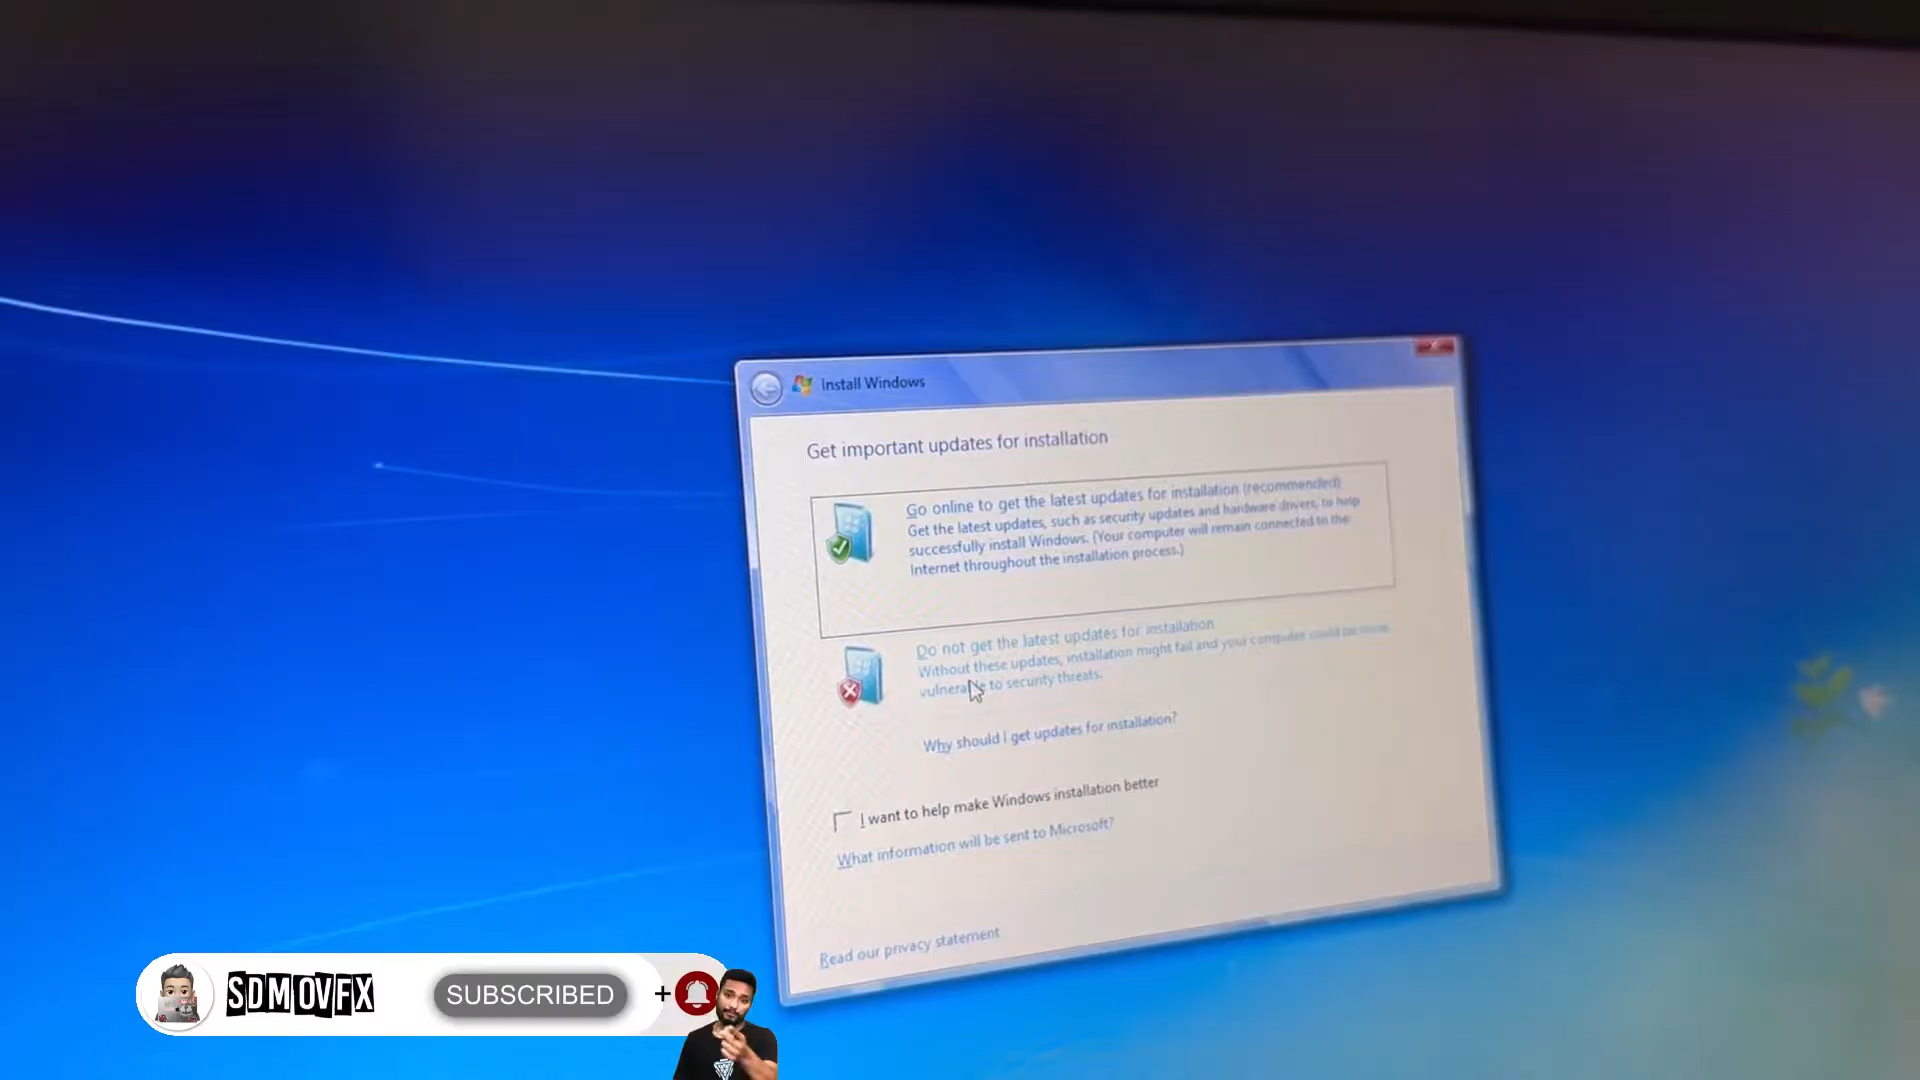 Install Windows
Get important updates for installation
Go online to get the latest updates for installation (recommended)
Get the latest updates, such as security updates and hardware drivers, to help
successfully install Windows. (Your computer will remain connected to the
Internet throughout the installation process.)
Do not get the latest updates for installation
Without these updates, installation might fail and your computer could be more
vulnerable to security threats.
Why should I get updates for installation?
I want to help make Windows installation better
What information will be sent to Microsoft?
Read our privacy statement
SDMOVFX
SUBSCRIBED
+